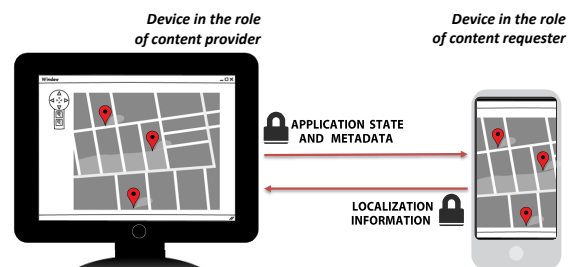 Device in the role
of content provider
Device in the role
of content requester
Window
APPLICATION STATE
AND METADATA
LOCALIZATION
INFORMATION